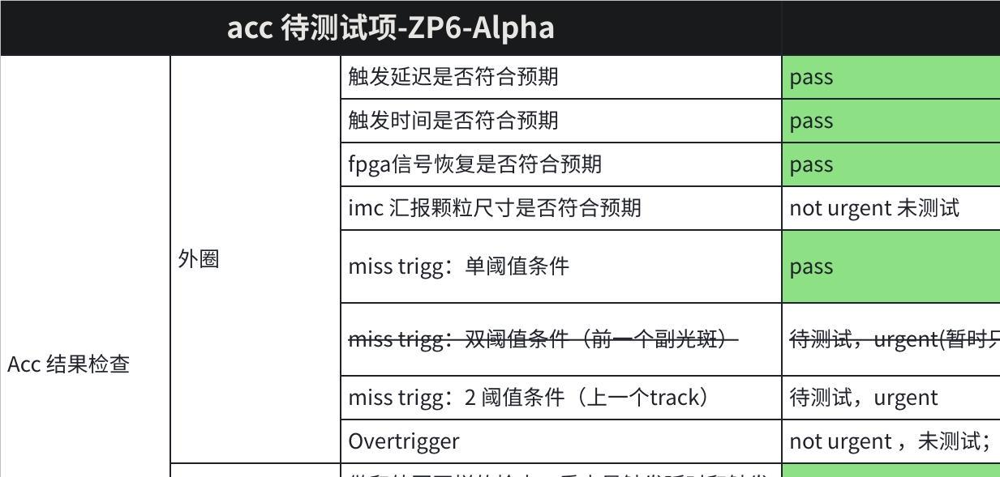 acc 待测试项-ZP6-Alpha
触发延迟是否符合预期 pass
触发时间是否符合预期 pass
fpga信号恢复是否符合预期 pass
imc 汇报颗粒尺寸是否符合预期 not urgent 未测试
外圈
miss trigg：单阈值条件 pass
miss trigg：双阈值条件（前一个副光斑） 待测试，urgent(暂时只
Acc 结果检查
miss trigg：2 阈值条件（上一个track） 待测试，urgent
Overtrigger not urgent ，未测试；